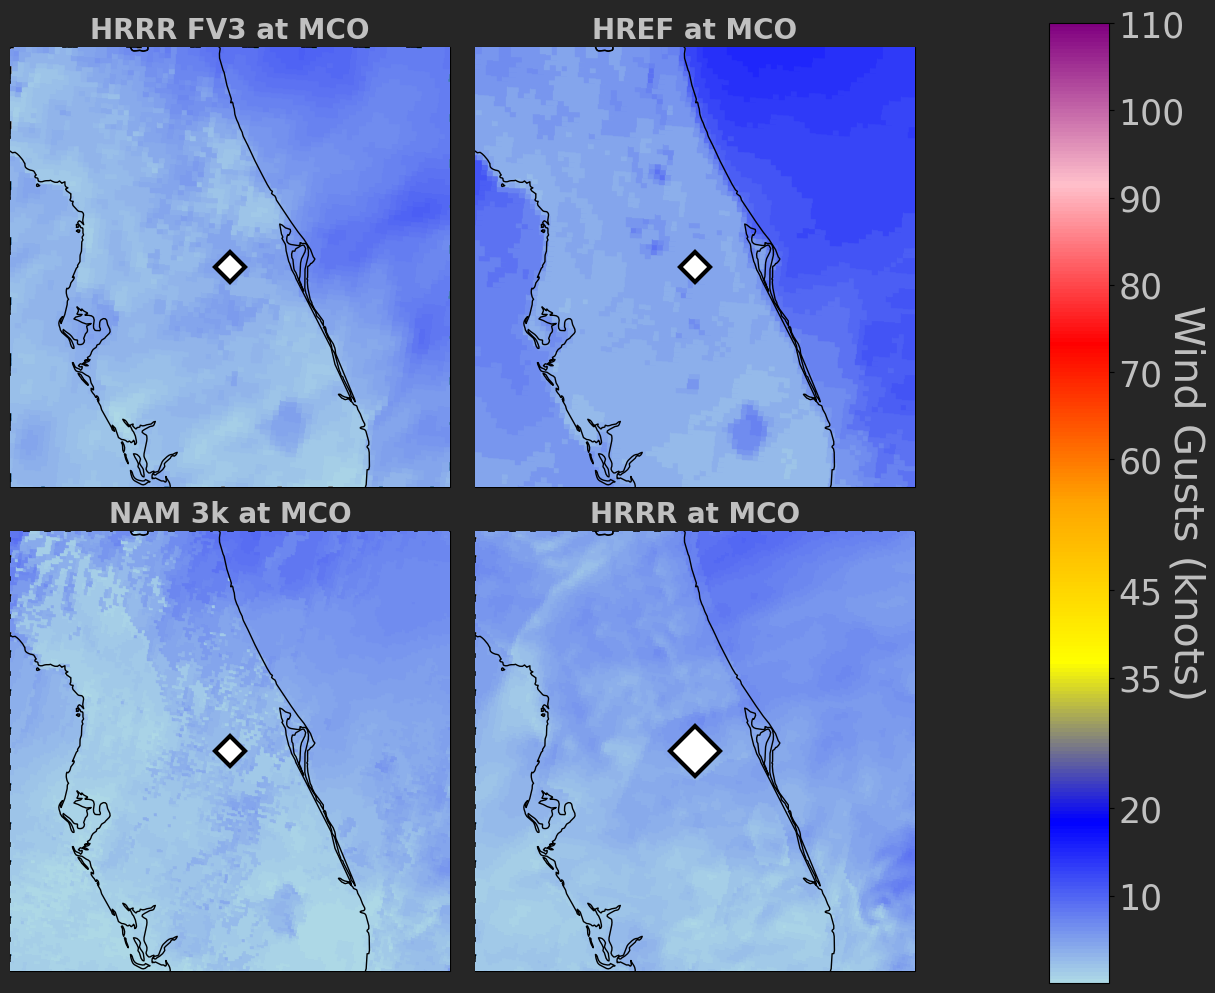 HRRR FV3 at MCO
HREF at MCO
NAM 3k at MCO
HRRR at MCO
110
100
90
80
70
60
45
35
20
10
Wind Gusts (knots)